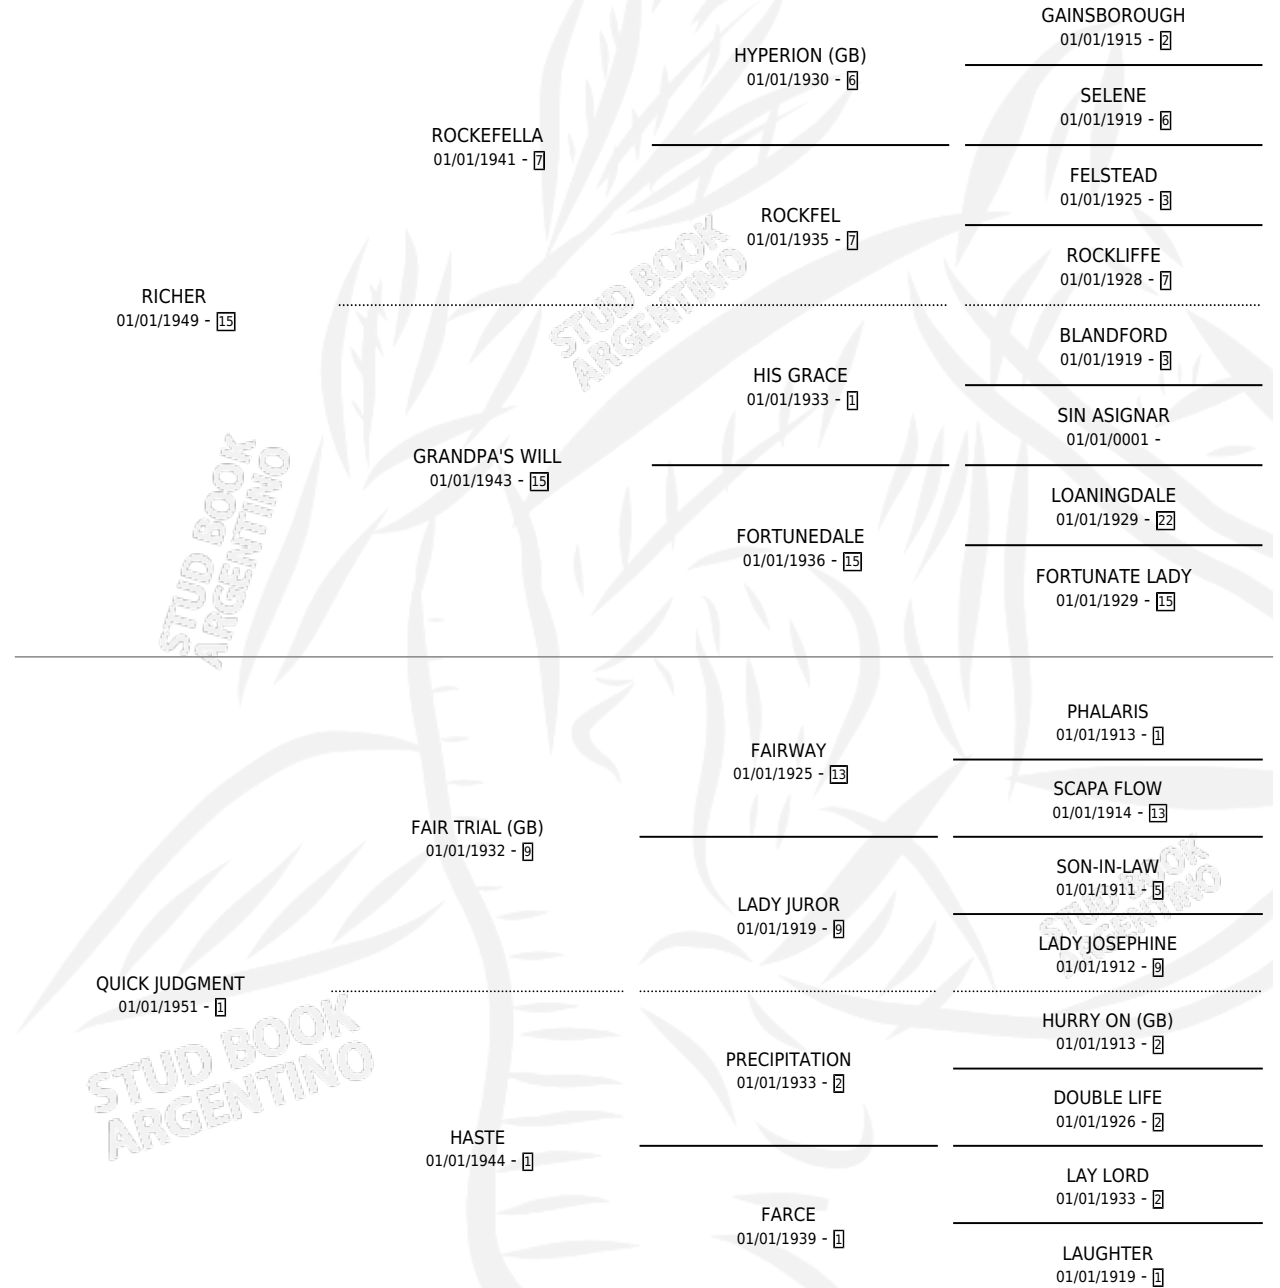 GAINSBOROUGH
01/01/1915 - 2
HYPERION (GB)
01/01/1930 - 6
SELENE
01/01/1919 - 6
ROCKEFELLA
01/01/1941 - 7
FELSTEAD
01/01/1925 - 3
ROCKFEL
01/01/1935 - 7
ROCKLIFFE
01/01/1928 - 7
RICHER
01/01/1949 - 15
BLANDFORD
01/01/1919 - 3
HIS GRACE
01/01/1933 - 1
SIN ASIGNAR
01/01/0001 -
GRANDPA'S WILL
01/01/1943 - 15
LOANINGDALE
01/01/1929 - 22
FORTUNEDALE
01/01/1936 - 15
FORTUNATE LADY
01/01/1929 - 15
PHALARIS
01/01/1913 - 1
FAIRWAY
01/01/1925 - 13
SCAPA FLOW
01/01/1914 - 13
FAIR TRIAL (GB)
01/01/1932 - 9
SON-IN-LAW
01/01/1911 - 5
LADY JUROR
01/01/1919 - 9
LADY JOSEPHINE
01/01/1912 - 9
QUICK JUDGMENT
01/01/1951 - 1
HURRY ON (GB)
01/01/1913 - 2
PRECIPITATION
01/01/1933 - 2
DOUBLE LIFE
01/01/1926 - 2
HASTE
01/01/1944 - 1
LAY LORD
01/01/1933 - 2
FARCE
01/01/1939 - 1
LAUGHTER
01/01/1919 - 1
STUD BOOK
ARGENTINO
STUD BOOK
ARGENTINO
STUD BOOK
ARGENTINO
STUD BOOK
ARGENTINO